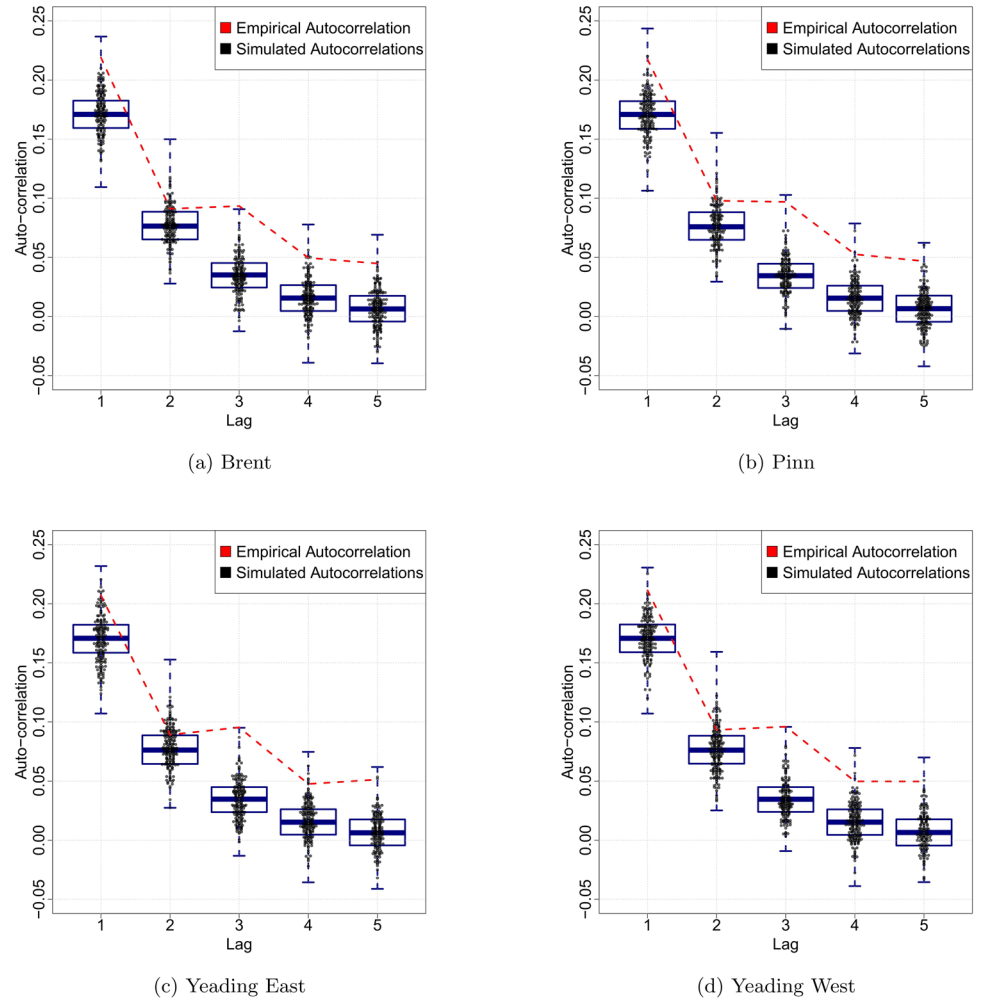 Empirical Autocorrelation
Simulated Autocorrelations
Auto−correlation
0.25
0.20
0.15
0.10
0.05
0.00
−0.05
1 2 3 4 5
Lag
(a) Brent
Empirical Autocorrelation
Simulated Autocorrelations
Auto−correlation
0.25
0.20
0.15
0.10
0.05
0.00
−0.05
1 2 3 4 5
Lag
(b) Pinn
Empirical Autocorrelation
Simulated Autocorrelations
Auto−correlation
0.25
0.20
0.15
0.10
0.05
0.00
−0.05
1 2 3 4 5
Lag
(c) Yeading East
Empirical Autocorrelation
Simulated Autocorrelations
Auto−correlation
0.25
0.20
0.15
0.10
0.05
0.00
−0.05
1 2 3 4 5
Lag
(d) Yeading West